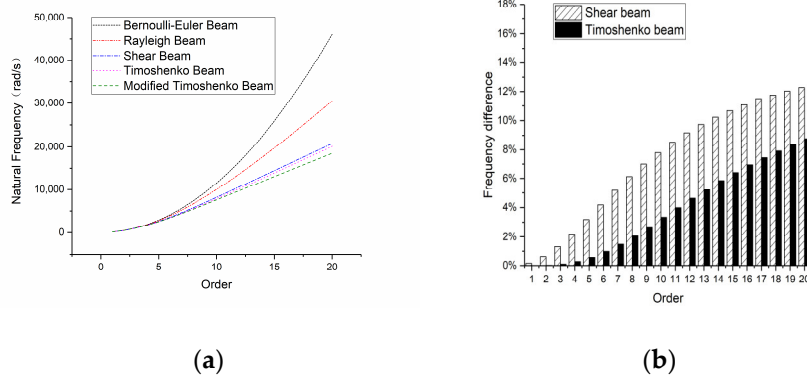 50,000
40,000
30,000
20,000
10,000
0
Natural Frequency（rad/s）
Bernoulli-Euler Beam
Rayleigh Beam
Shear Beam
Timoshenko Beam
Modified Timoshenko Beam
0 5 10 15 20
Order
(a)
18%
16%
14%
12%
10%
8%
6%
4%
2%
0%
Frequency difference
Shear beam
Timoshenko beam
1 2 3 4 5 6 7 8 9 10 11 12 13 14 15 16 17 18 19 20
Order
(b)